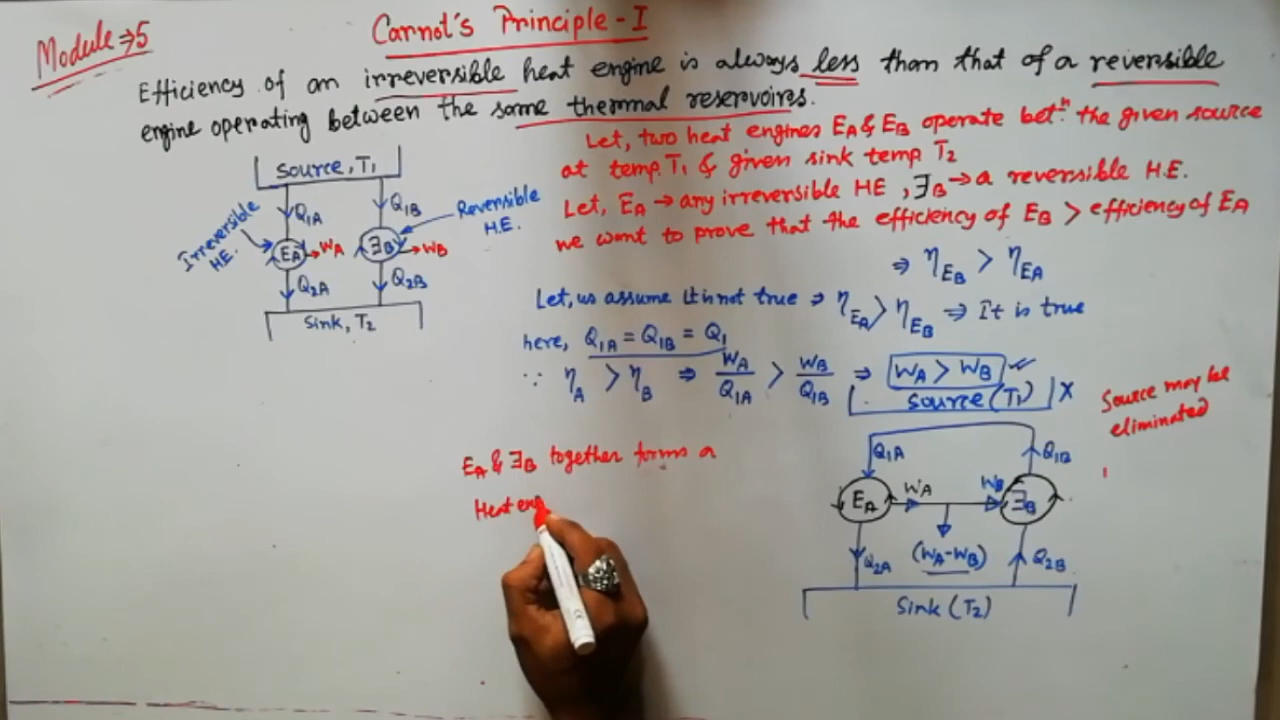 Module→5
Carnot's Principle - I
Efficiency of an irreversible heat engine is always less than that of a reversible
engine operating between the same thermal reservoires.
Let, two heat engines EA & EB operate betⁿ. the given source
at temp. T₁ & given sink temp. T₂
Let, EA → any irreversible HE, ∃B → a reversible H.E.
we want to prove that the efficiency of EB > efficiency of EA
⇒ ηEB > ηEA
Source, T₁
Q1A
Q1B
Irreversible
HE.
Reversible
H.E.
EA
WA
∃B
WB
Q2A
Q2B
Sink, T₂
Let, us assume it is not true ⇒ ηEA > ηEB ⇒ It is true
here, Q1A = Q1B = Q₁
∵ ηA > ηB ⇒ WA/Q1A > WB/Q1B ⇒ WA > WB ✓
Source (T₁) X
Source may be
eliminated
Q1A
Q1B
EA
WA
WB
∃B
Q2A
(WA-WB)
Q2B
Sink (T₂)
EA & ∃B together forms a
Heat eng